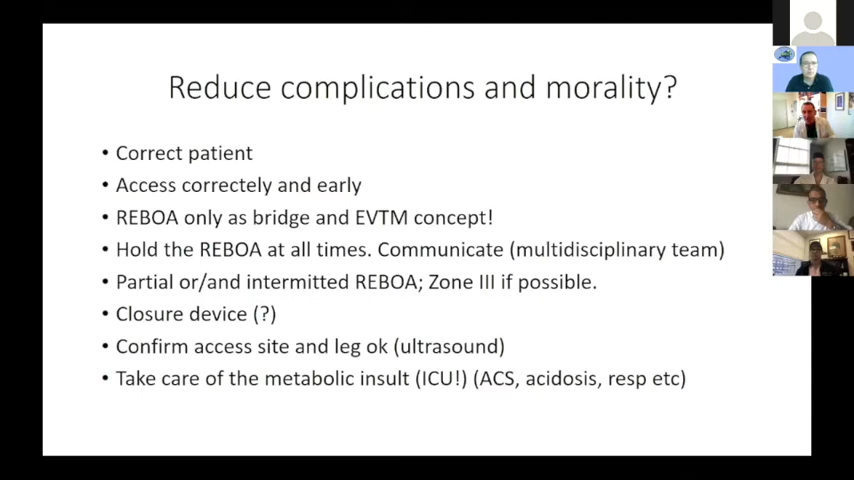 Reduce complications and morality?
• Correct patient
• Access correctely and early
• REBOA only as bridge and EVTM concept!
• Hold the REBOA at all times. Communicate (multidisciplinary team)
• Partial or/and intermitted REBOA; Zone III if possible.
• Closure device (?)
• Confirm access site and leg ok (ultrasound)
• Take care of the metabolic insult (ICU!) (ACS, acidosis, resp etc)